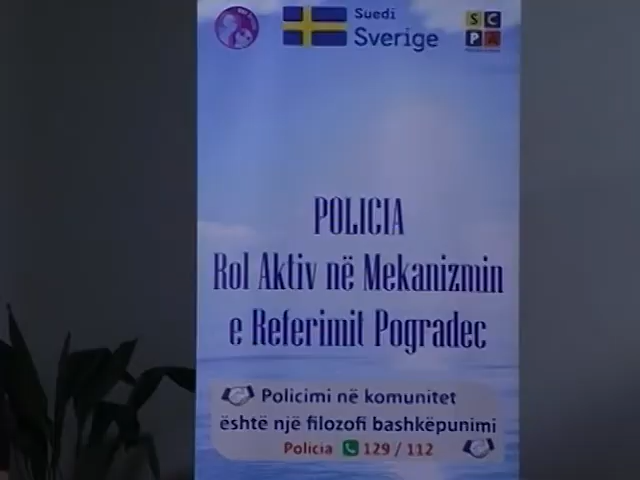 Suedi
Sverige
S C
P A
POLICIA
Rol Aktiv në Mekanizmin
e Referimit Pogradec
Policimi në komunitet
është një filozofi bashkëpunimi
Policia 129 / 112